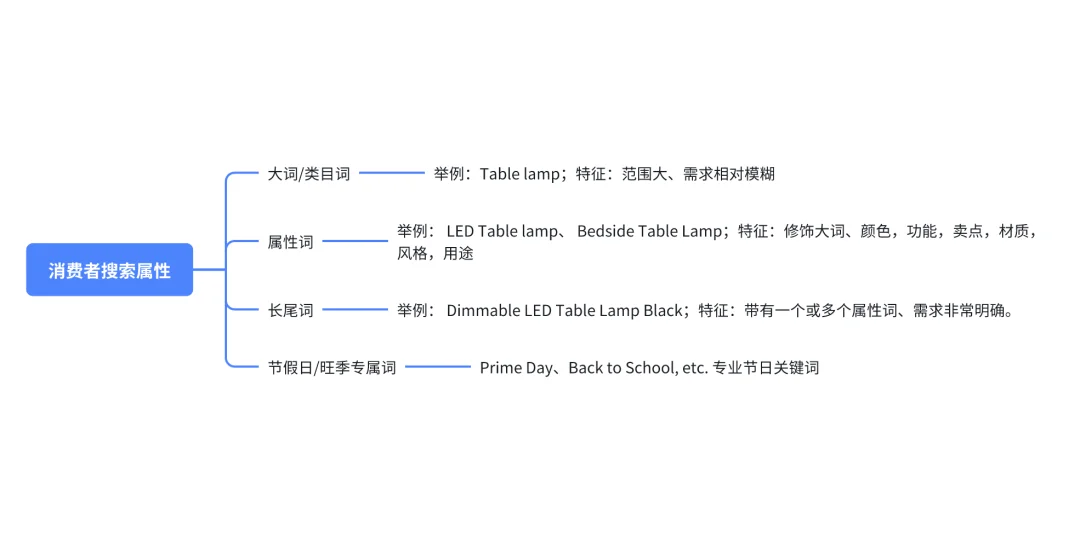 大词/类目词
举例：Table lamp；特征：范围大、需求相对模糊
属性词
举例： LED Table lamp、 Bedside Table Lamp；特征：修饰大词、颜色，功能，卖点，材质，
风格，用途
消费者搜索属性
长尾词
举例： Dimmable LED Table Lamp Black；特征：带有一个或多个属性词、需求非常明确。
节假日/旺季专属词
Prime Day、Back to School, etc. 专业节日关键词